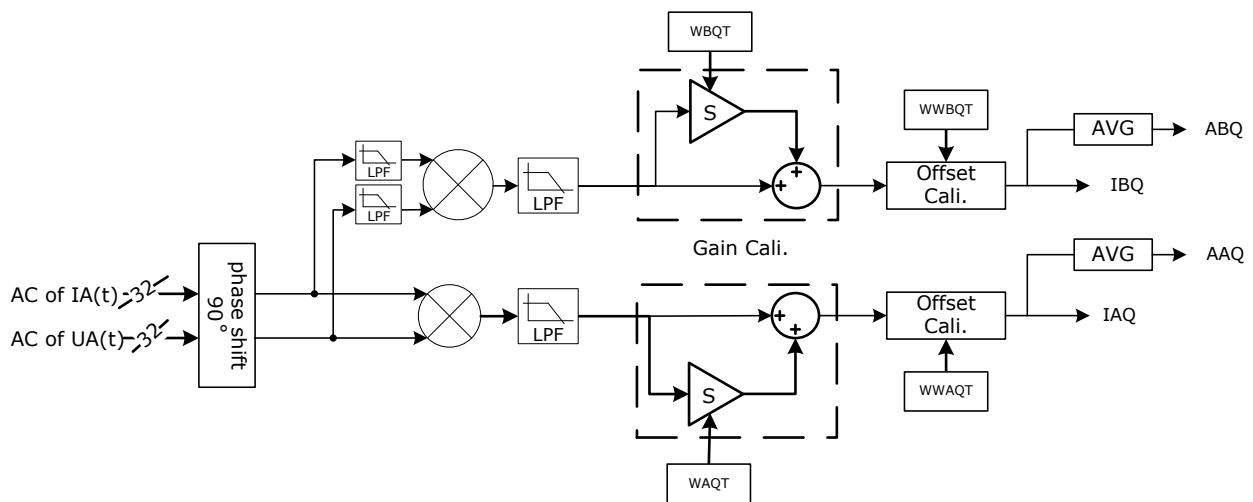 WBQT
S
+
+
LPF
LPF
LPF
WWBQT
Offset
Cali.
AVG
ABQ
IBQ
Gain Cali.
AC of IA(t)
32
AC of UA(t)
32
phase shift
90°
LPF
+
+
S
WAQT
Offset
Cali.
WWAQT
AVG
AAQ
IAQ